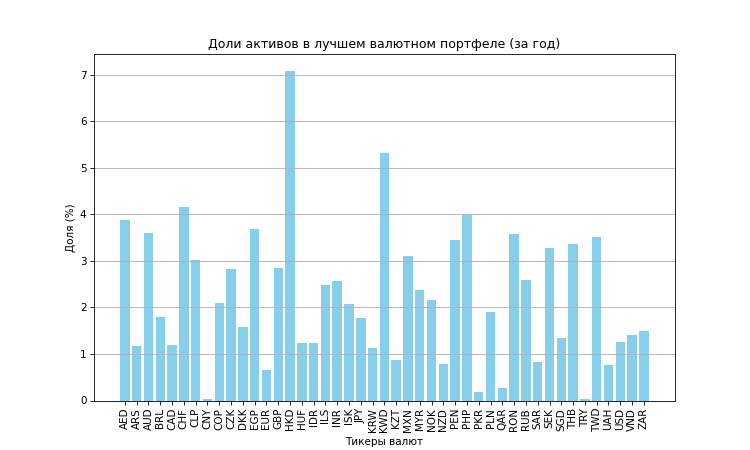 Доли активов в лучшем валютном портфеле (за год)
Доля (%)
7
6
5
4
3
2
1
0
AED
ARS
AUD
BRL
CAD
CHF
CLP
CNY
COP
CZK
DKK
EGP
EUR
GBP
HKD
HUF
IDR
ILS
INR
ISK
JPY
KRW
KWD
KZT
MXN
MYR
NOK
NZD
PEN
PHP
PKR
PLN
QAR
RON
RUB
SAR
SEK
SGD
THB
TRY
TWD
UAH
USD
VND
ZAR
Тикеры валют